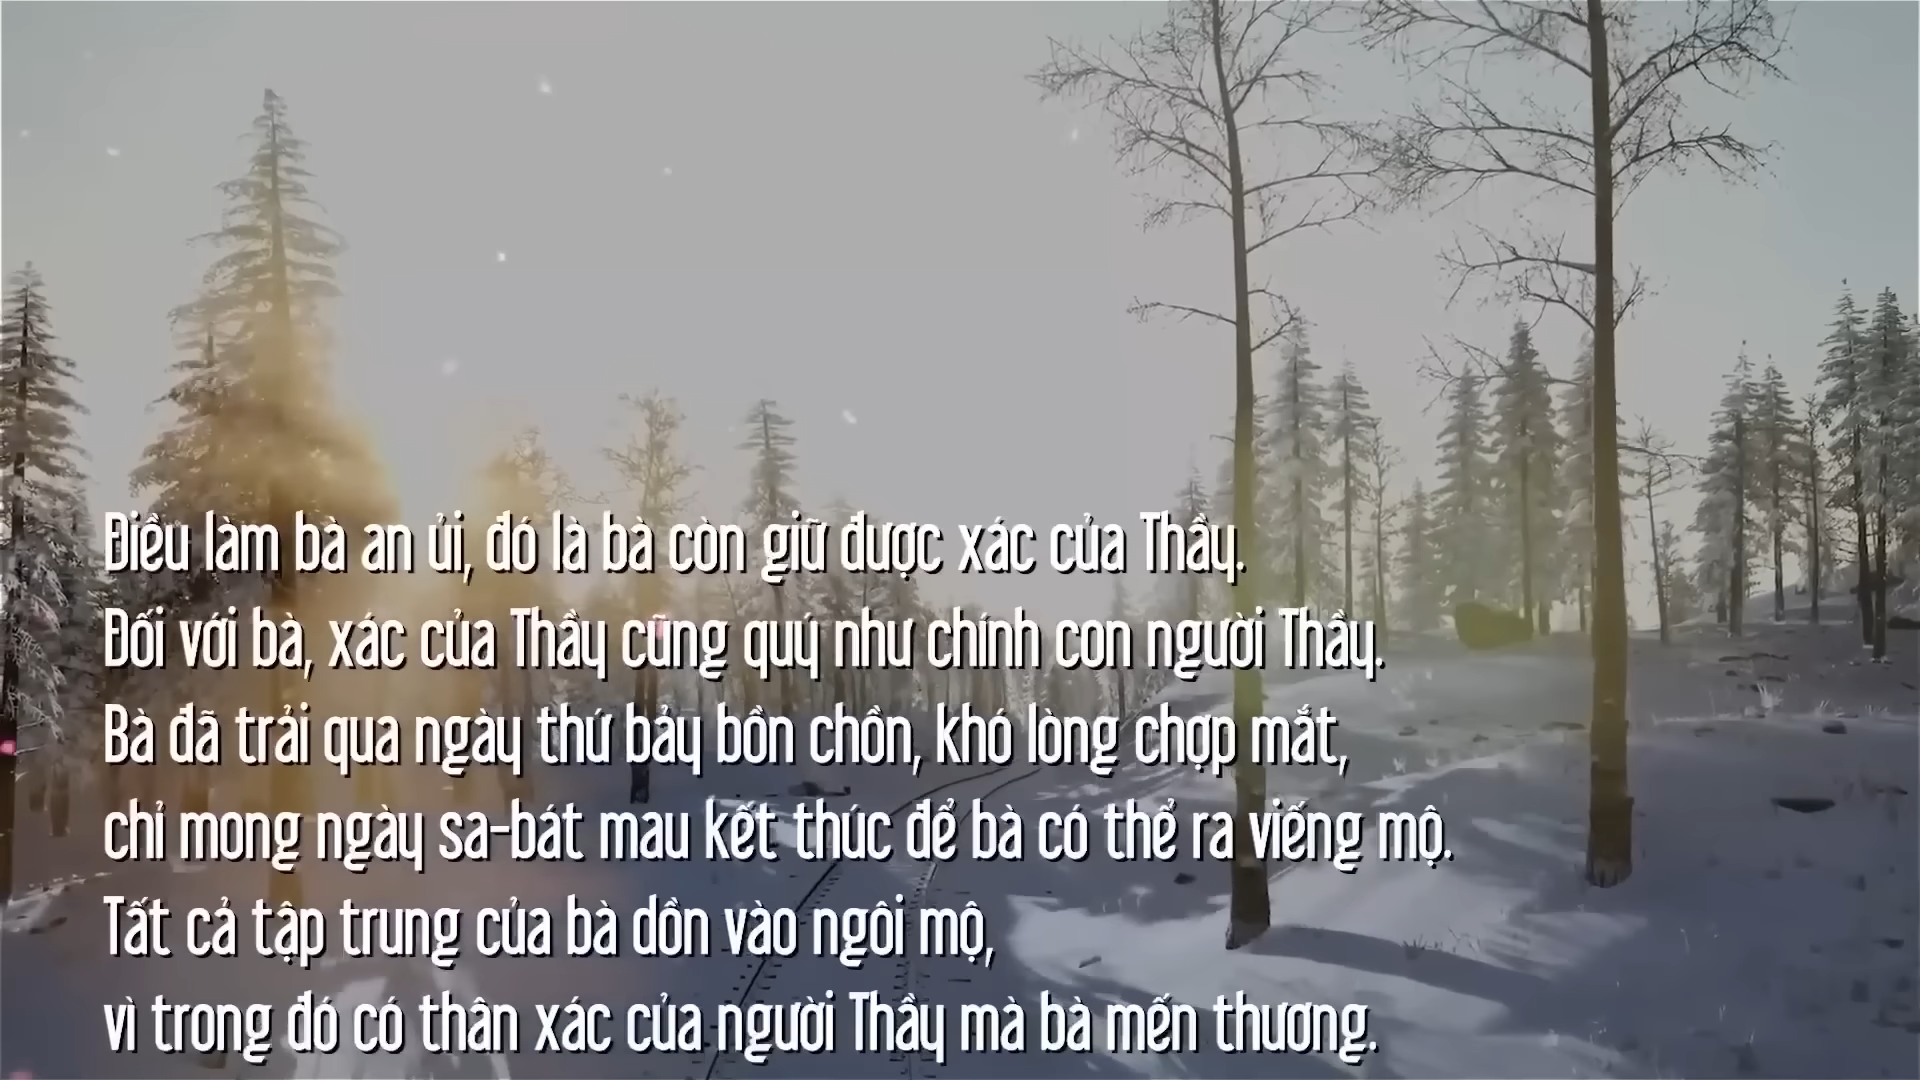 Điều làm bà an ủi, đó là bà còn giữ được xác của Thầy.
Đối với bà, xác của Thầy cũng quý như chính con người Thầy.
Bà đã trải qua ngày thứ bảy bồn chồn, khó lòng chợp mắt,
chỉ mong ngày sa-bát mau kết thúc để bà có thể ra viếng mộ.
Tất cả tập trung của bà dồn vào ngôi mộ,
vì trong đó có thân xác của người Thầy mà bà mến thương.